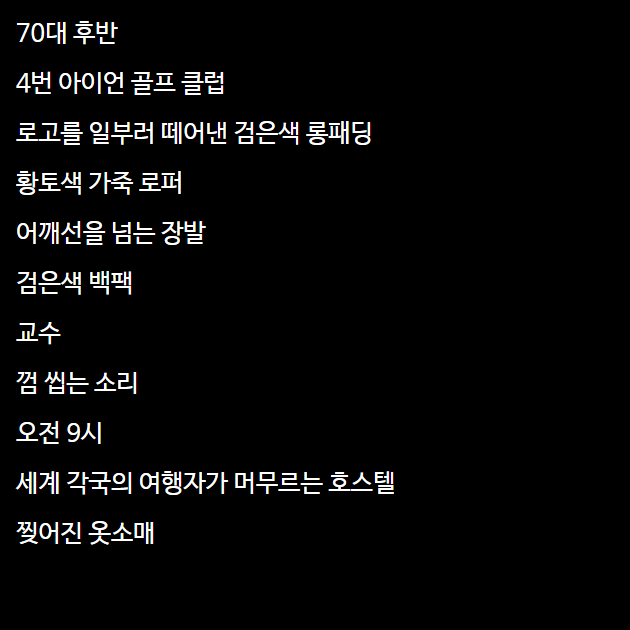 70대 후반
4번 아이언 골프 클럽
로고를 일부러 떼어낸 검은색 롱패딩
황토색 가죽 로퍼
어깨선을 넘는 장발
검은색 백팩
교수
껌 씹는 소리
오전 9시
세계 각국의 여행자가 머무르는 호스텔
찢어진 옷소매